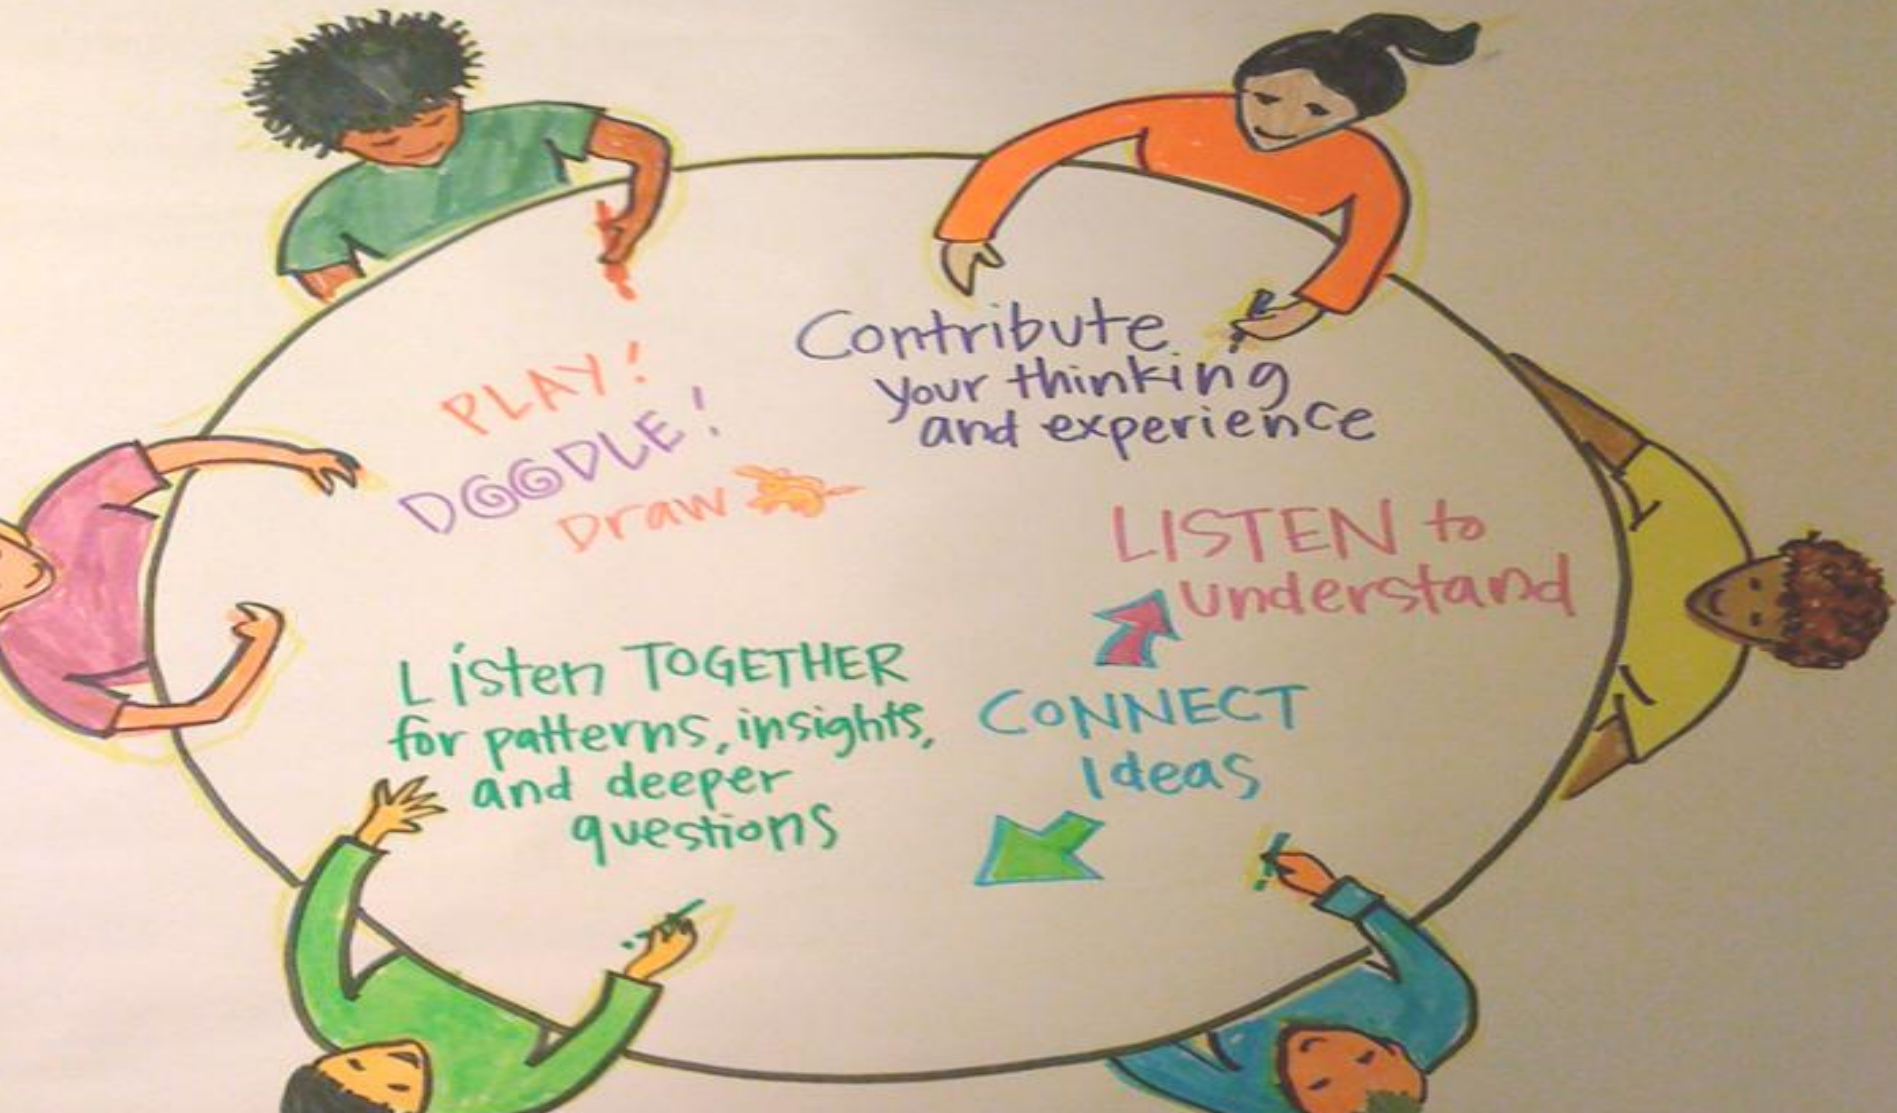 PLAY!
DOODLE!
Draw
Contribute
your thinking
and experience
LISTEN to
understand
CONNECT
Ideas
Listen TOGETHER
for patterns, insights,
and deeper
questions